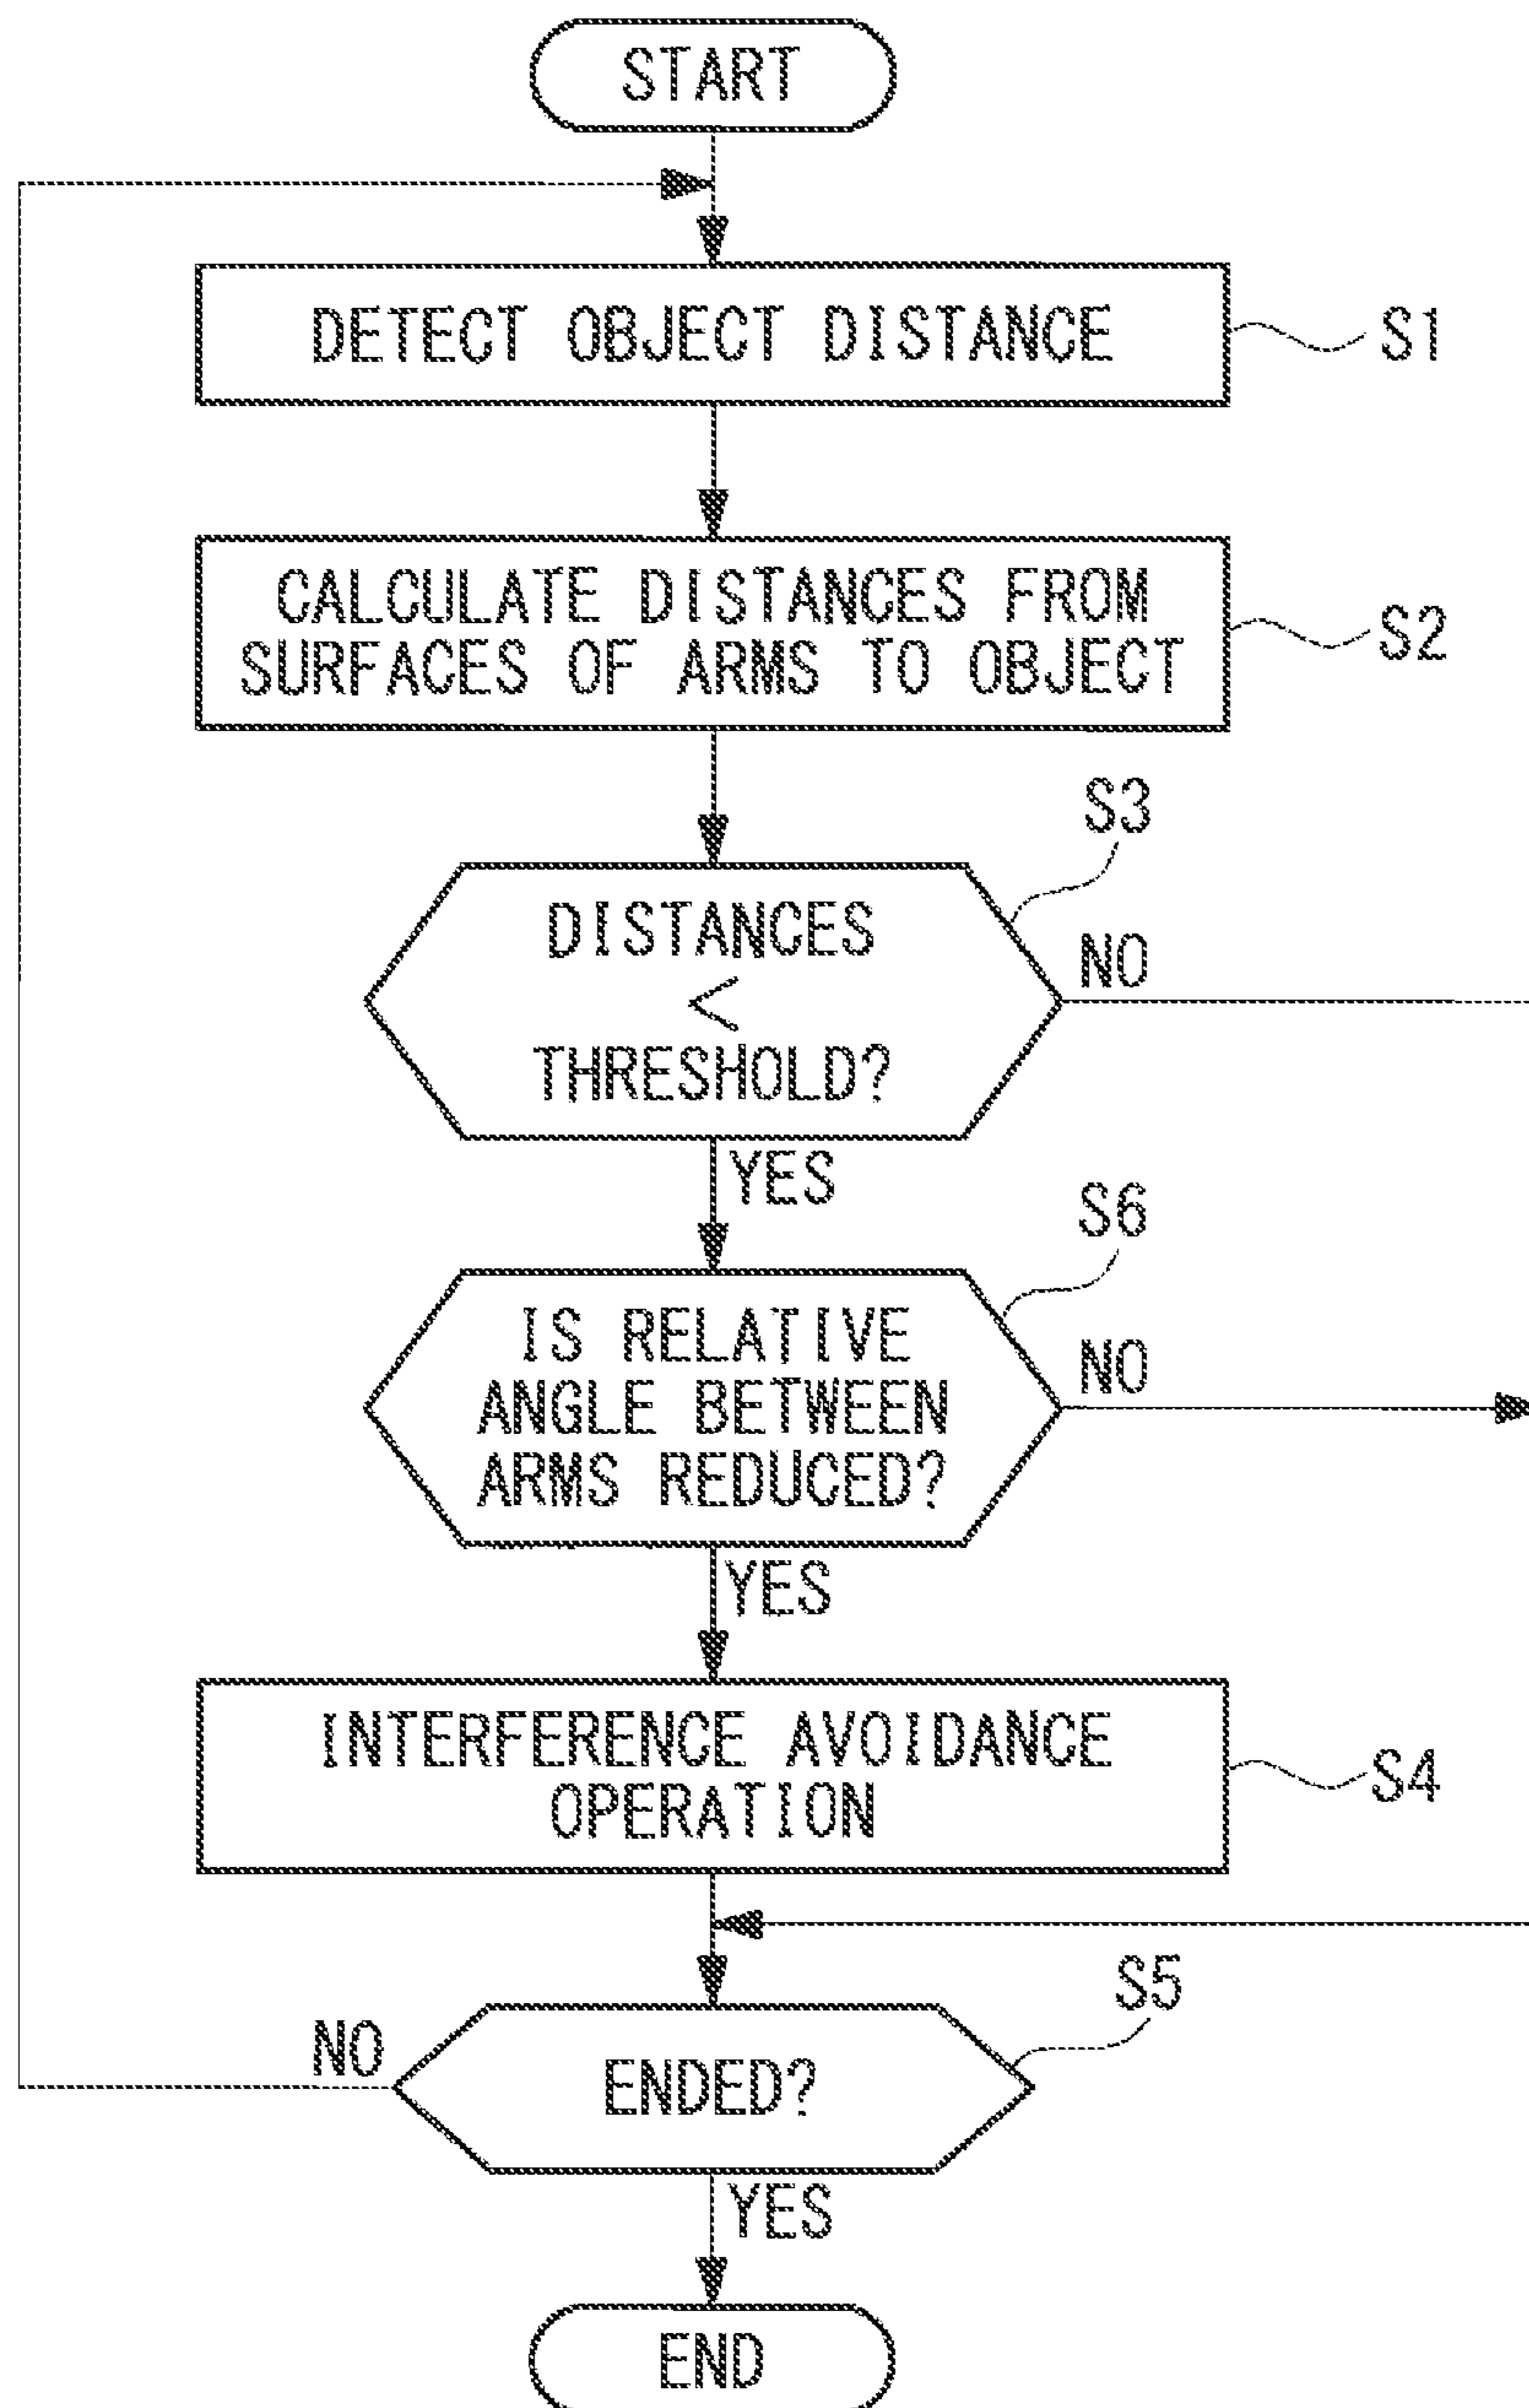 START
DETECT OBJECT DISTANCE
S1
CALCULATE DISTANCES FROM
SURFACES OF ARMS TO OBJECT
S2
S3
DISTANCES
<
THRESHOLD?
NO
YES
S6
IS RELATIVE
ANGLE BETWEEN
ARMS REDUCED?
NO
YES
INTERFERENCE AVOIDANCE
OPERATION
S4
S5
NO
ENDED?
YES
END